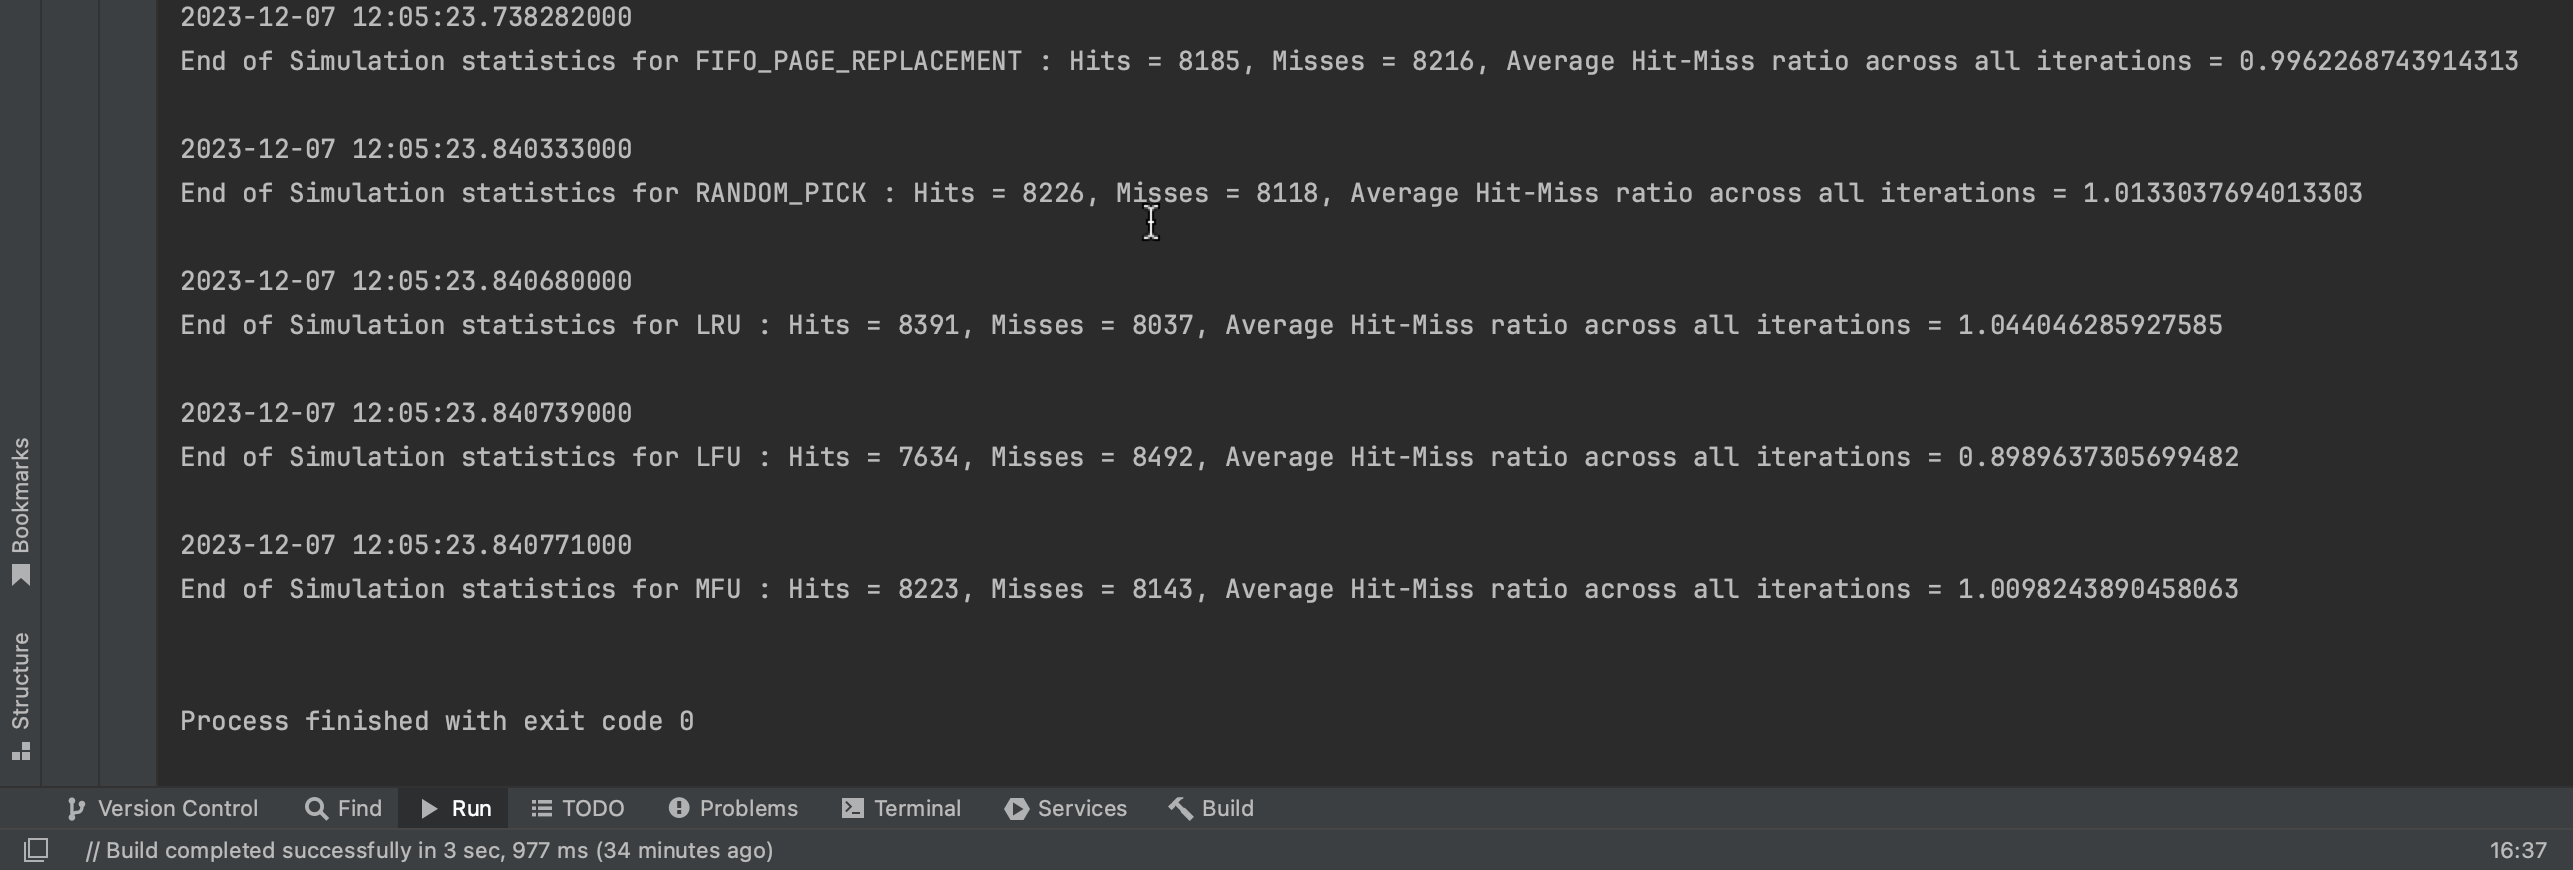 2023-12-07 12:05:23.738282000
End of Simulation statistics for FIFO_PAGE_REPLACEMENT : Hits = 8185, Misses = 8216, Average Hit-Miss ratio across all iterations = 0.9962268743914313
2023-12-07 12:05:23.840333000
End of Simulation statistics for RANDOM_PICK : Hits = 8226, Misses = 8118, Average Hit-Miss ratio across all iterations = 1.0133037694013303
2023-12-07 12:05:23.840680000
End of Simulation statistics for LRU : Hits = 8391, Misses = 8037, Average Hit-Miss ratio across all iterations = 1.044046285927585
2023-12-07 12:05:23.840739000
End of Simulation statistics for LFU : Hits = 7634, Misses = 8492, Average Hit-Miss ratio across all iterations = 0.8989637305699482
2023-12-07 12:05:23.840771000
End of Simulation statistics for MFU : Hits = 8223, Misses = 8143, Average Hit-Miss ratio across all iterations = 1.0098243890458063
Process finished with exit code 0
Bookmarks
Structure
Version Control Find Run TODO Problems Terminal Services Build
// Build completed successfully in 3 sec, 977 ms (34 minutes ago) 16:37